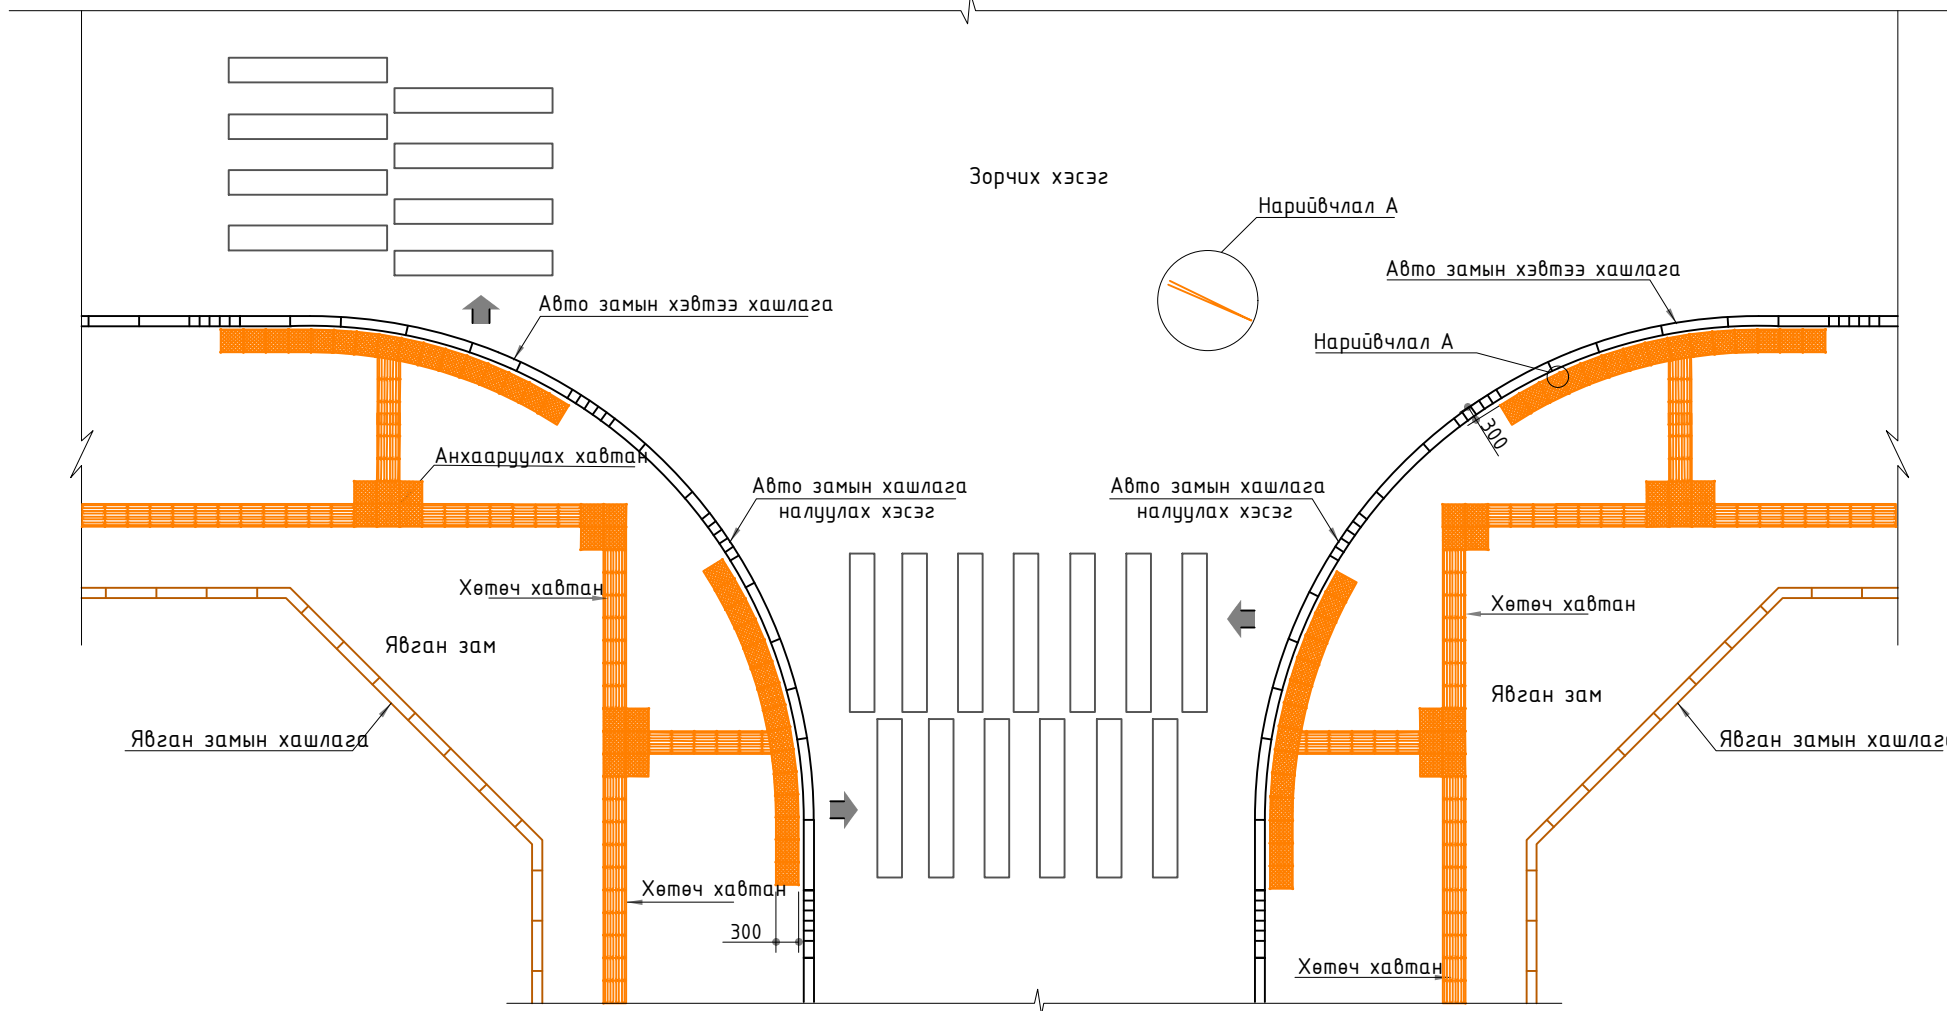 Зорчих хэсэг
Нарийвчлал А
Авто замын хэвтээ хашлага
Авто замын хэвтээ хашлага
Нарийвчлал А
300
Анхааруулах хавтан
Авто замын хашлага
налуулах хэсэг
Авто замын хашлага
налуулах хэсэг
Хөтөч хавтан
Хөтөч хавтан
Явган зам
Явган зам
Явган замын хашлага
Явган замын хашлага
Хөтөч хавтан
300
Хөтөч хавтан